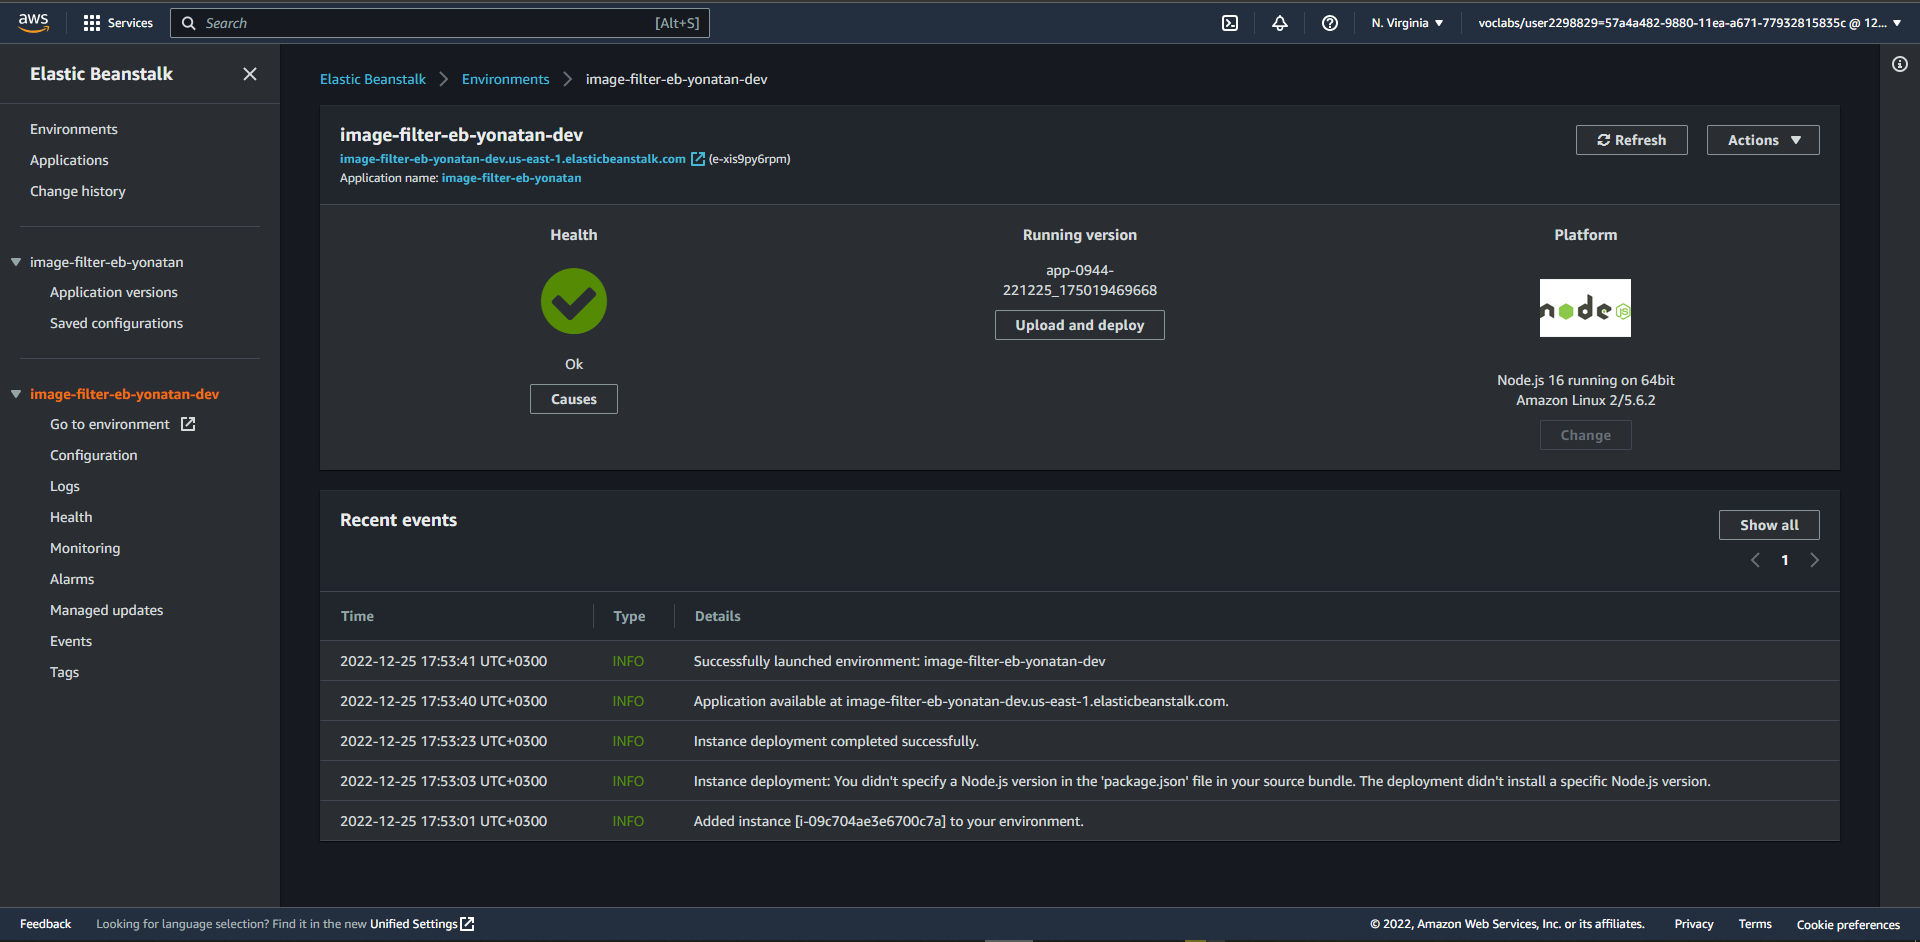 aws
Services
Search
[Alt+S]
N. Virginia
voclabs/user2298829=57a4a482-9880-11ea-a671-77932815835c @ 12...
Elastic Beanstalk
Environments
Applications
Change history
image-filter-eb-yonatan
Application versions
Saved configurations
image-filter-eb-yonatan-dev
Go to environment
Configuration
Logs
Health
Monitoring
Alarms
Managed updates
Events
Tags
Elastic Beanstalk
Environments
image-filter-eb-yonatan-dev
image-filter-eb-yonatan-dev
image-filter-eb-yonatan-dev.us-east-1.elasticbeanstalk.com (e-xis9py6rpm)
Application name: image-filter-eb-yonatan
Refresh
Actions
Health
Ok
Causes
Running version
app-0944-
221225_175019469668
Upload and deploy
Platform
node JS
Node.js 16 running on 64bit
Amazon Linux 2/5.6.2
Change
Recent events
Show all
1
Time Type Details
2022-12-25 17:53:41 UTC+0300 INFO Successfully launched environment: image-filter-eb-yonatan-dev
2022-12-25 17:53:40 UTC+0300 INFO Application available at image-filter-eb-yonatan-dev.us-east-1.elasticbeanstalk.com.
2022-12-25 17:53:23 UTC+0300 INFO Instance deployment completed successfully.
2022-12-25 17:53:03 UTC+0300 INFO Instance deployment: You didn't specify a Node.js version in the 'package.json' file in your source bundle. The deployment didn't install a specific Node.js version.
2022-12-25 17:53:01 UTC+0300 INFO Added instance [i-09c704ae3e6700c7a] to your environment.
Feedback
Looking for language selection? Find it in the new Unified Settings
© 2022, Amazon Web Services, Inc. or its affiliates.
Privacy
Terms
Cookie preferences